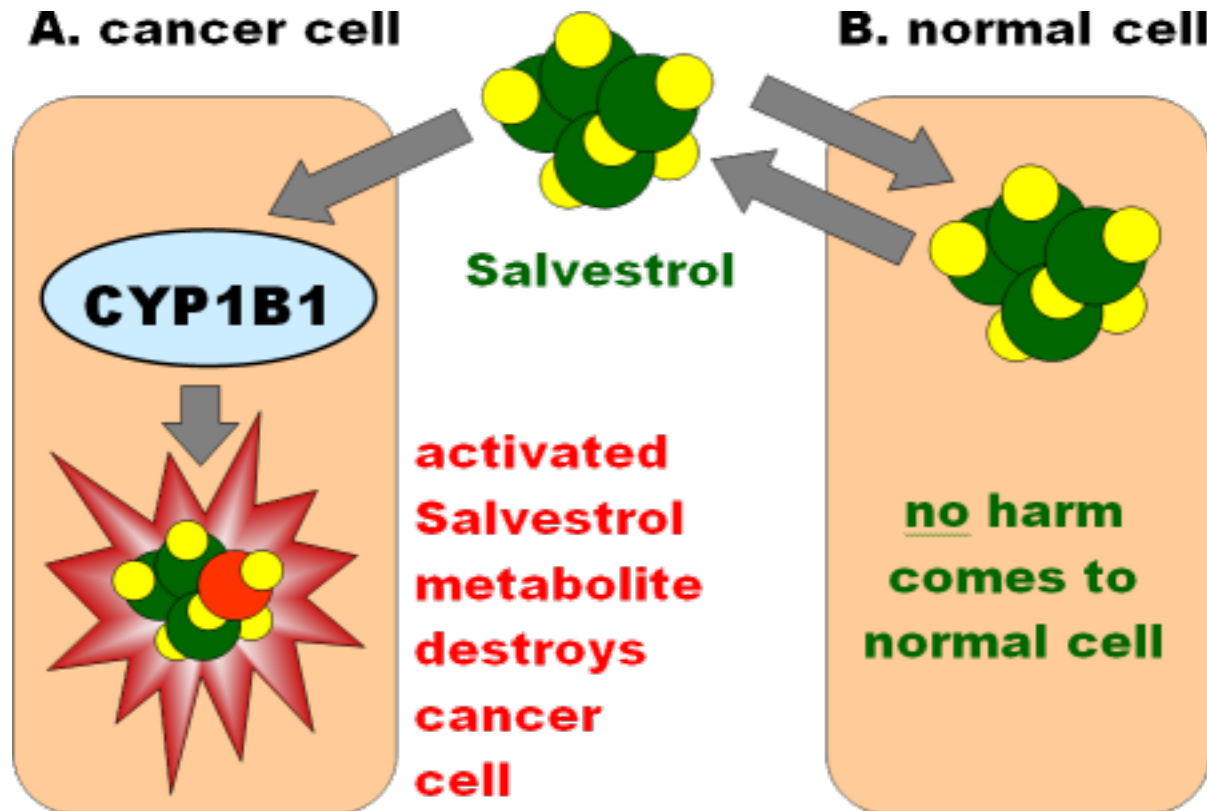 A. cancer cell
B. normal cell
CYP1B1
Salvestrol
activated
Salvestrol
metabolite
destroys
cancer
cell
no harm
comes to
normal cell